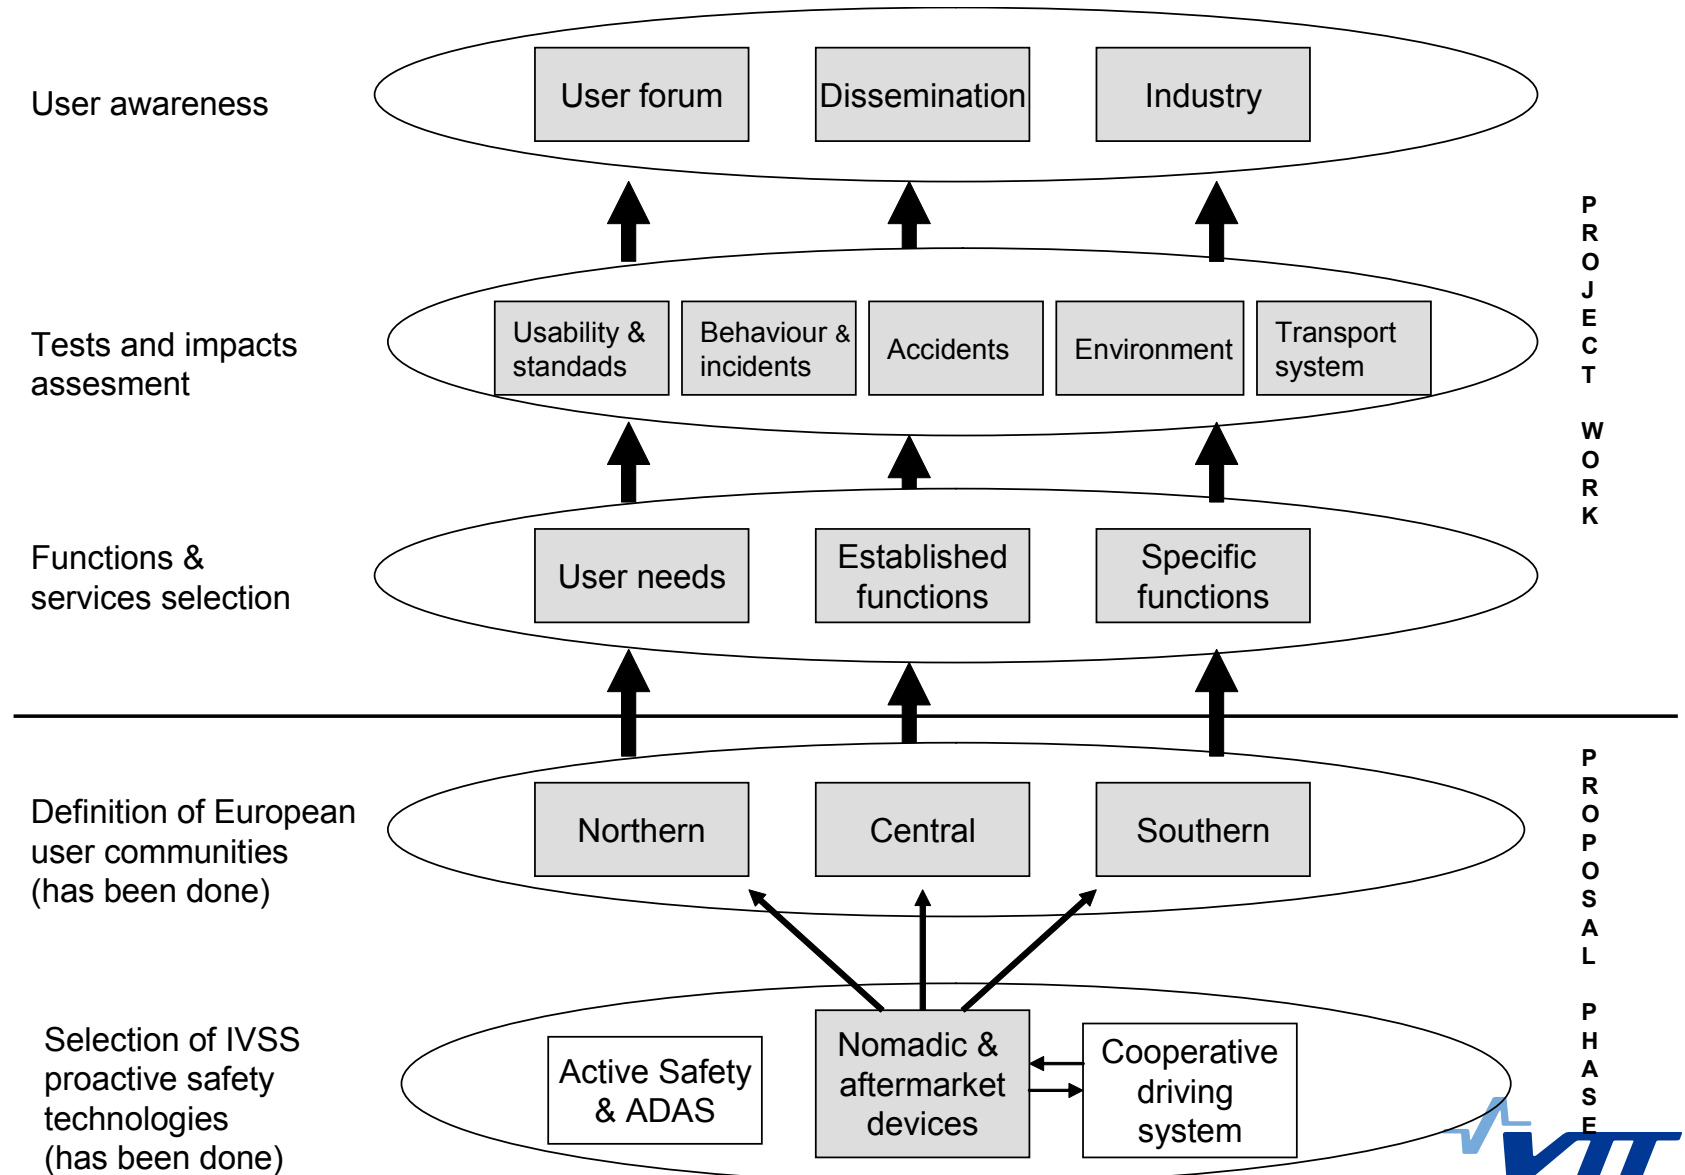 User awareness
User forum
Dissemination
Industry
Tests and impacts
assesment
Usability &
standads
Behaviour &
incidents
Accidents
Environment
Transport
system
Functions &
services selection
User needs
Established
functions
Specific
functions
PROJECT WORK
Definition of European
user communities
(has been done)
Northern
Central
Southern
Selection of IVSS
proactive safety
technologies
(has been done)
Active Safety
& ADAS
Nomadic &
aftermarket
devices
Cooperative
driving
system
PROPOSAL PHASE
VTT